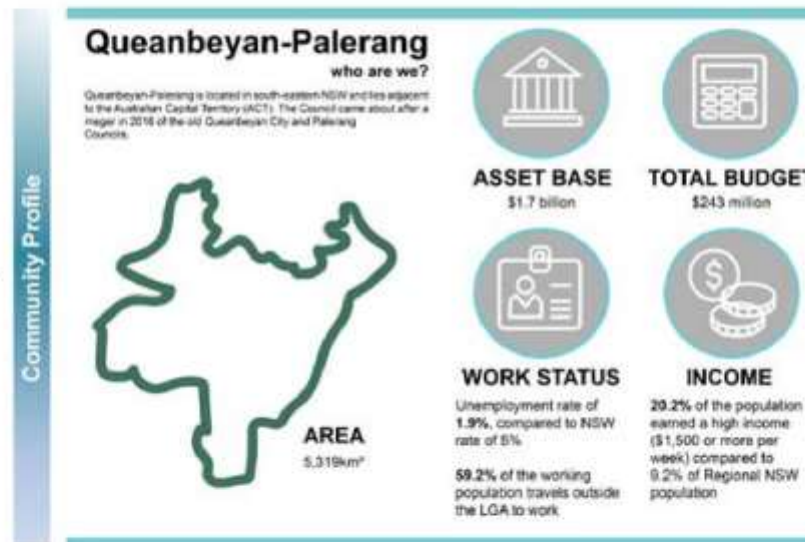 Community Profile
Queanbeyan-Palerang
who are we?
Queanbeyan-Palerang is located in south-eastern NSW and lies adjacent
to the Australian Capital Territory (ACT). The Council came about after a
meger in 2016 of the old Queanbeyan City and Palerang
Councils.
AREA
5,319km²
ASSET BASE
$1.7 billion
TOTAL BUDGET
$243 million
WORK STATUS
Unemployment rate of
1.9%, compared to NSW
rate of 5%
59.2% of the working
population travels outside
the LGA to work
INCOME
20.2% of the population
earned a high income
($1,500 or more per
week) compared to
9.2% of Regional NSW
population